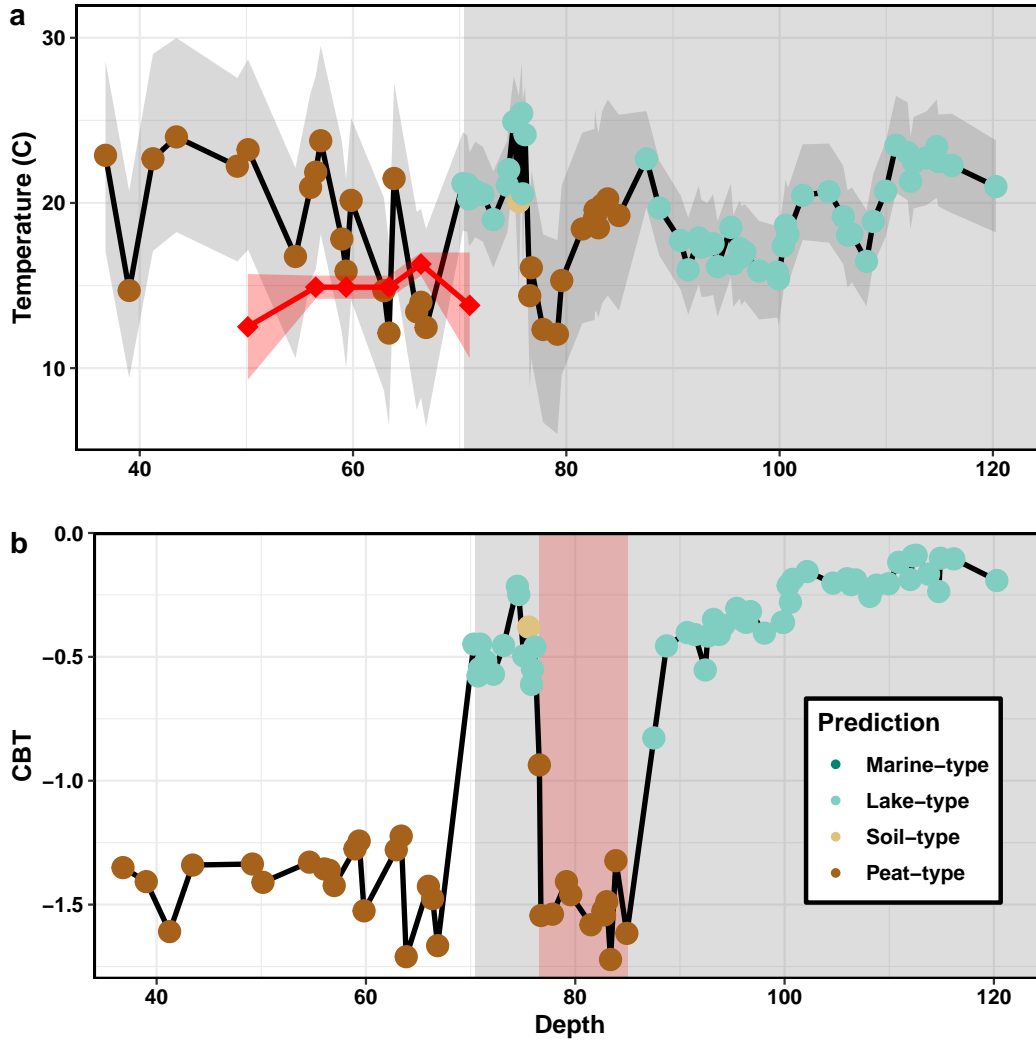 a
30
20
10
Temperature (C)
40 60 80 100 120
b
0.0
−0.5
−1.0
−1.5
CBT
Prediction
Marine−type
Lake−type
Soil−type
Peat−type
40 60 80 100 120
Depth